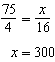 75/4 = x/16
x = 300